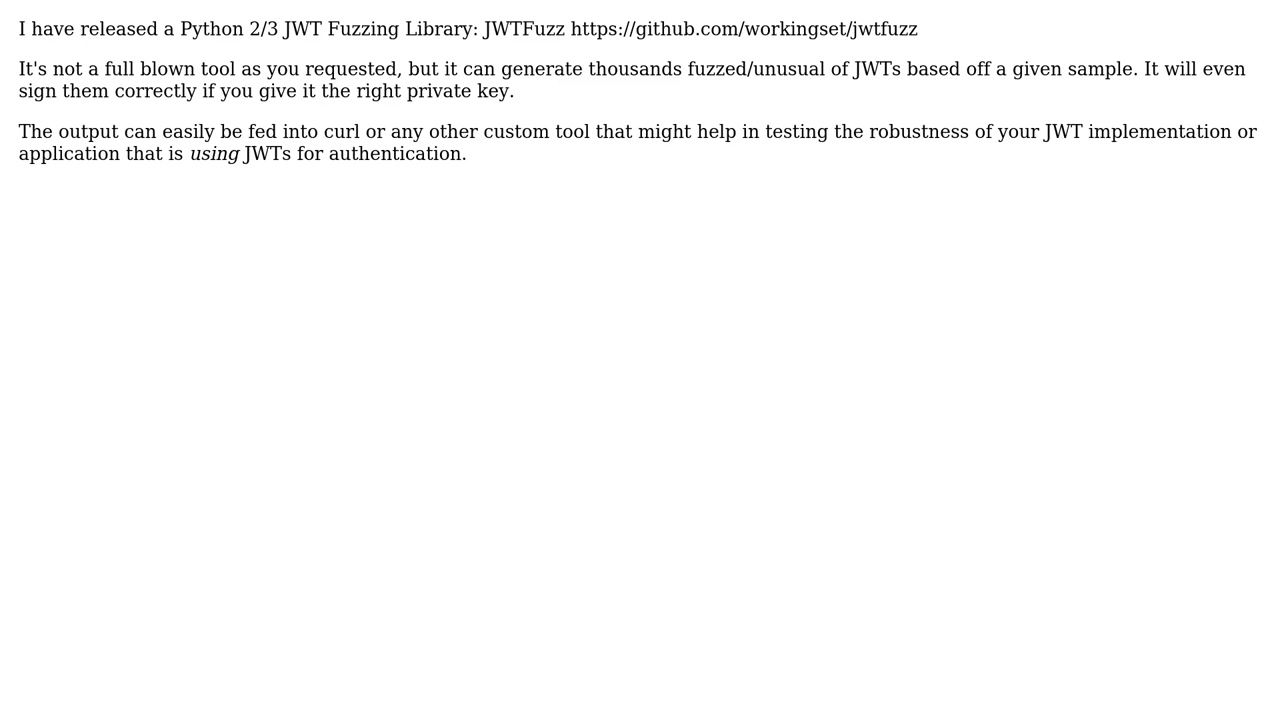 I have released a Python 2/3 JWT Fuzzing Library: JWTFuzz https://github.com/workingset/jwtfuzz
It's not a full blown tool as you requested, but it can generate thousands fuzzed/unusual of JWTs based off a given sample. It will even
sign them correctly if you give it the right private key.
The output can easily be fed into curl or any other custom tool that might help in testing the robustness of your JWT implementation or
application that is using JWTs for authentication.